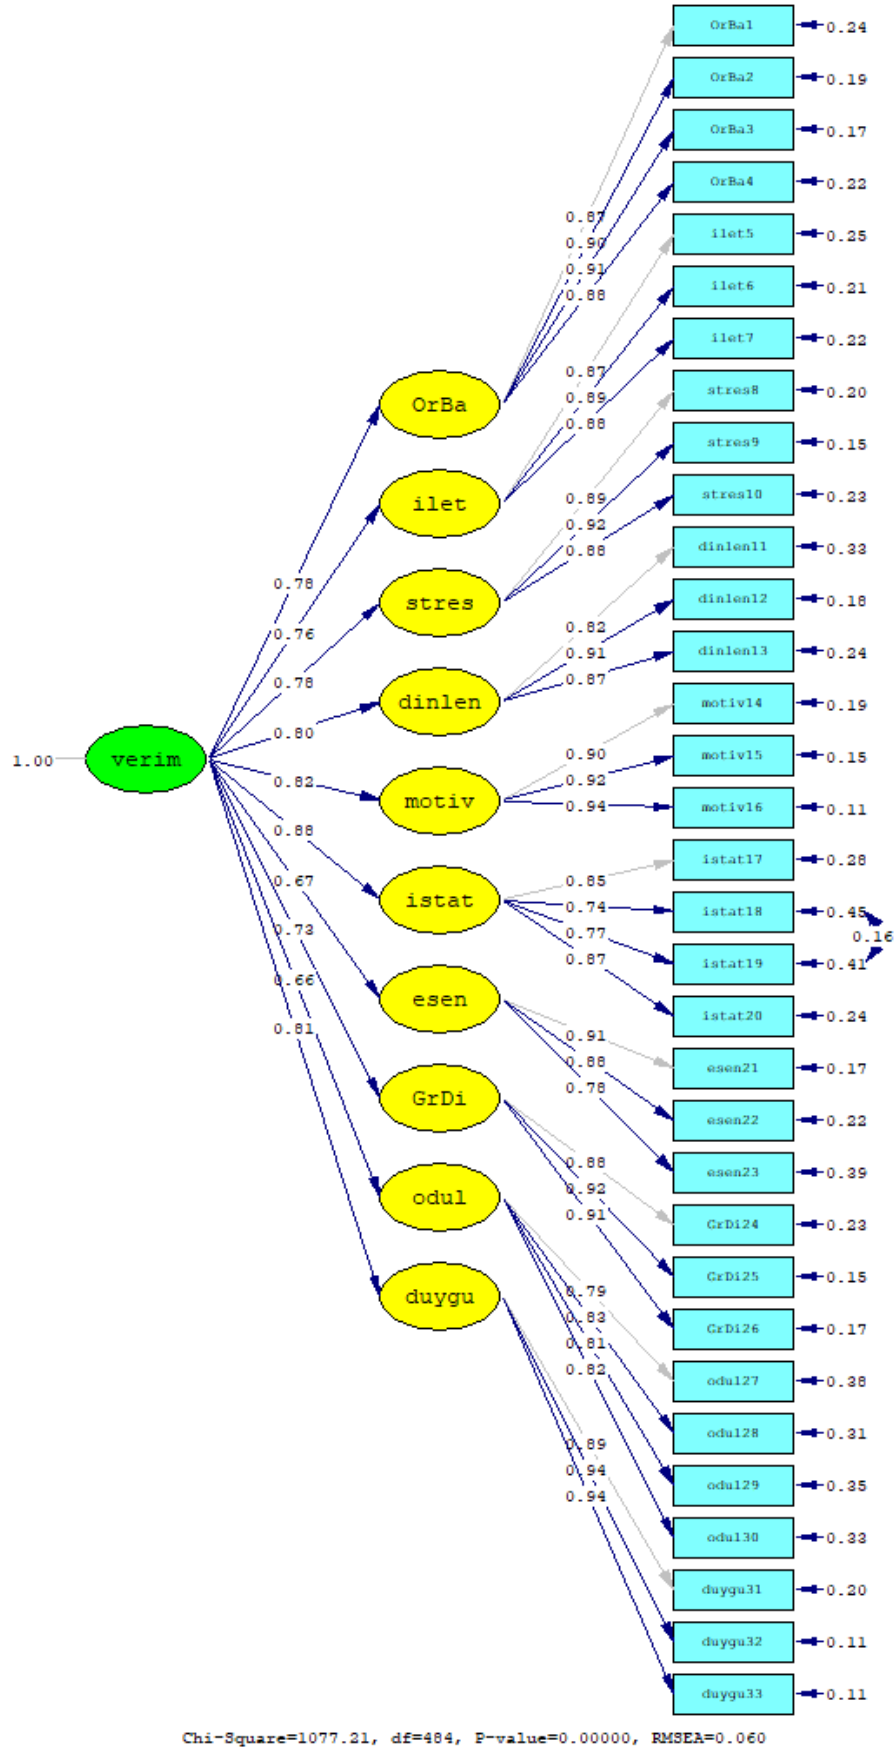 OrBa1
0.24
OrBa2
0.19
OrBa3
0.17
OrBa4
0.22
0.87
ilet5
0.25
0.90
0.91
ilet6
0.21
0.88
ilet7
0.22
0.87
stres8
0.20
0.89
OrBa
0.88
stres9
0.15
ilet
0.89
stres10
0.23
0.92
0.88
dinlen11
0.33
0.78
stres
dinlen12
0.18
0.76
0.82
0.91
dinlen13
0.24
0.78
0.87
dinlen
motiv14
0.19
0.80
0.90
1.00
verim
motiv15
0.15
0.82
0.92
motiv
0.94
motiv16
0.11
0.88
istat17
0.28
0.67
0.85
istat
0.74
istat18
0.45
0.73
0.77
0.16
0.87
istat19
0.41
0.66
esen
istat20
0.24
0.81
0.91
0.88
esen21
0.17
0.78
GrDi
esen22
0.22
0.88
esen23
0.39
0.92
odul
0.91
GrDi24
0.23
GrDi25
0.15
duygu
0.79
0.83
GrDi26
0.17
0.81
0.82
odul27
0.38
odul28
0.31
0.89
0.94
odul29
0.35
0.94
odul30
0.33
duygu31
0.20
duygu32
0.11
duygu33
0.11
Chi-Square=1077.21, df=484, P-value=0.00000, RMSEA=0.060